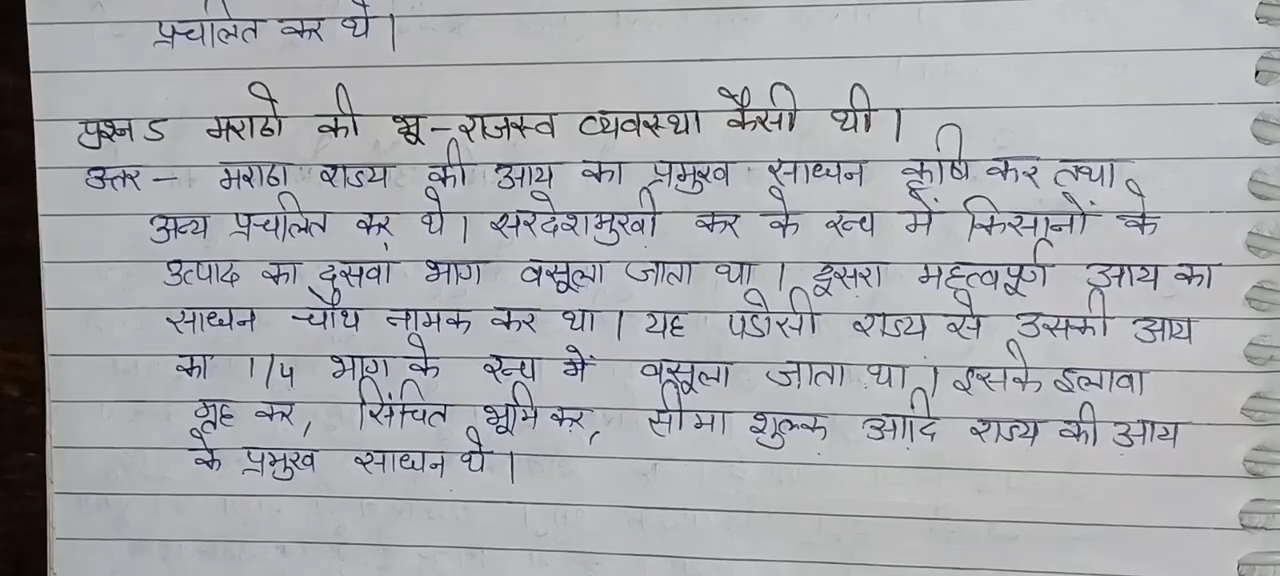 प्रचलित कर थे।
प्रश्न 5 मराठो की भू-राजस्व व्यवस्था कैसी थी।
उत्तर - मराठा राज्य की आय का प्रमुख साधन कृषि कर तथा
अन्य प्रचलित कर थे। सरदेशमुखी कर के रूप में किसानों के
उत्पाद का दसवां भाग वसूला जाता था। दूसरा महत्वपूर्ण आय का
साधन चौथ नामक कर था। यह पडोसी राज्य से उसकी आय
का 1/4 भाग के रूप में वसूला जाता था। इसके इलावा
गृह कर, सिंचित भूमि कर, सीमा शुल्क आदि राज्य की आय
के प्रमुख साधन थे।